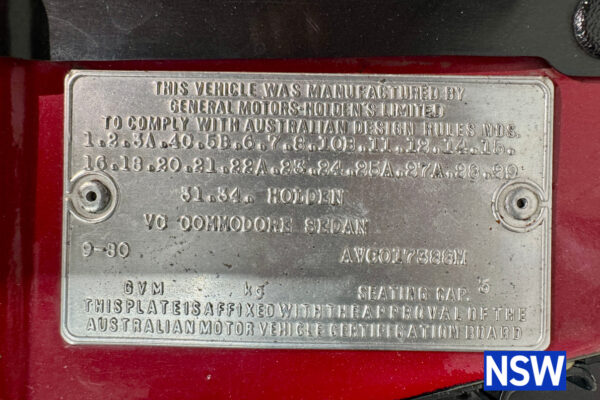 THIS VEHICLE WAS MANUFACTURED BY
GENERAL MOTORS-HOLDEN'S LIMITED
TO COMPLY WITH AUSTRALIAN DESIGN RULES NOS.
1.2.3A.4C.5B.6.7.8.10B.11.12.14.15.
16.18.20.21.22A.23.24.25A.27A.28.29
31.34. HOLDEN
VC COMMODORE SEDAN
9-80
GVM kg SEATING CAP. 5
THIS PLATE IS AFFIXED WITH THE APPROVAL OF THE
AUSTRALIAN MOTOR VEHICLE CERTIFICATION BOARD
NSW